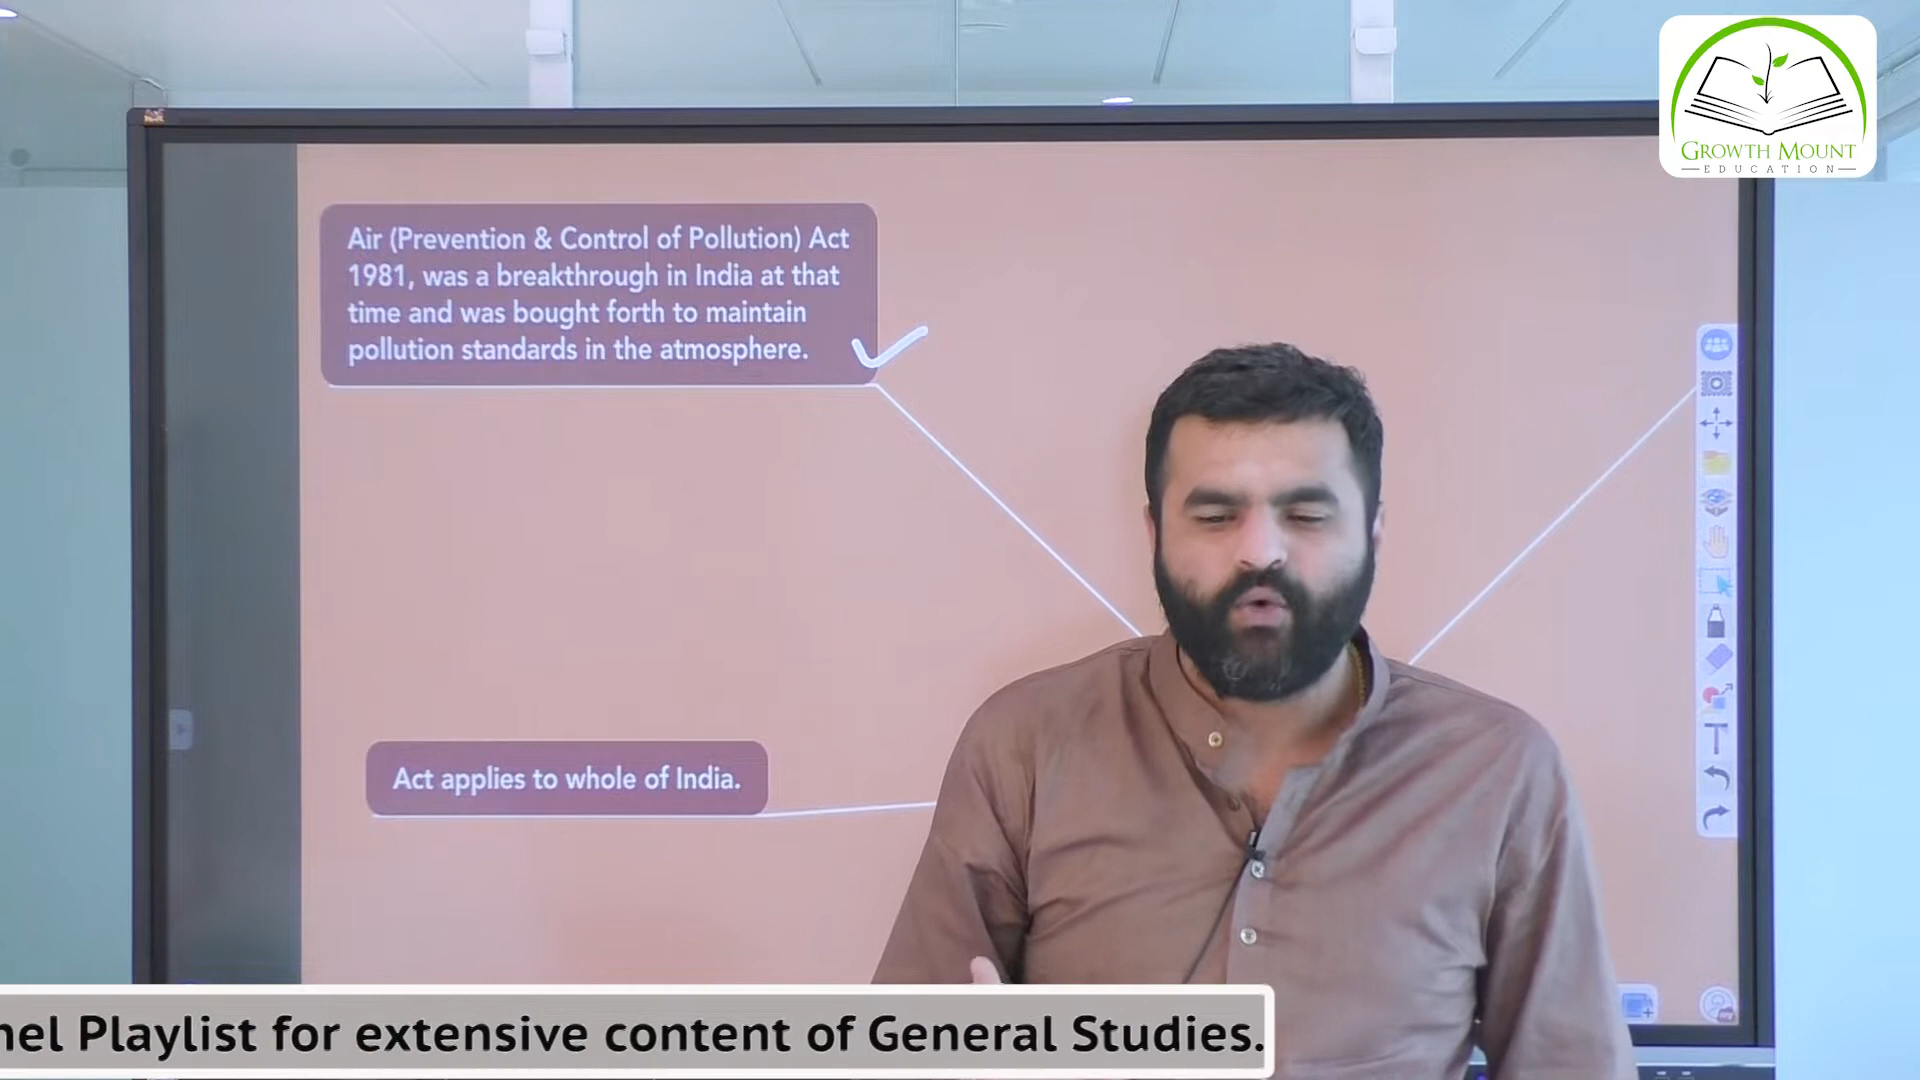 GROWTH MOUNT
EDUCATION
Air (Prevention & Control of Pollution) Act
1981, was a breakthrough in India at that
time and was bought forth to maintain
pollution standards in the atmosphere.
Act applies to whole of India.
nel Playlist for extensive content of General Studies.